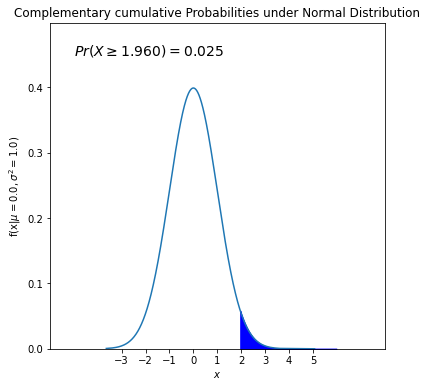 Complementary cumulative Probabilities under Normal Distribution
Pr(X ≥ 1.960) = 0.025
f(x|μ = 0.0, σ² = 1.0)
0.4
0.3
0.2
0.1
0.0
−3 −2 −1 0 1 2 3 4 5
x